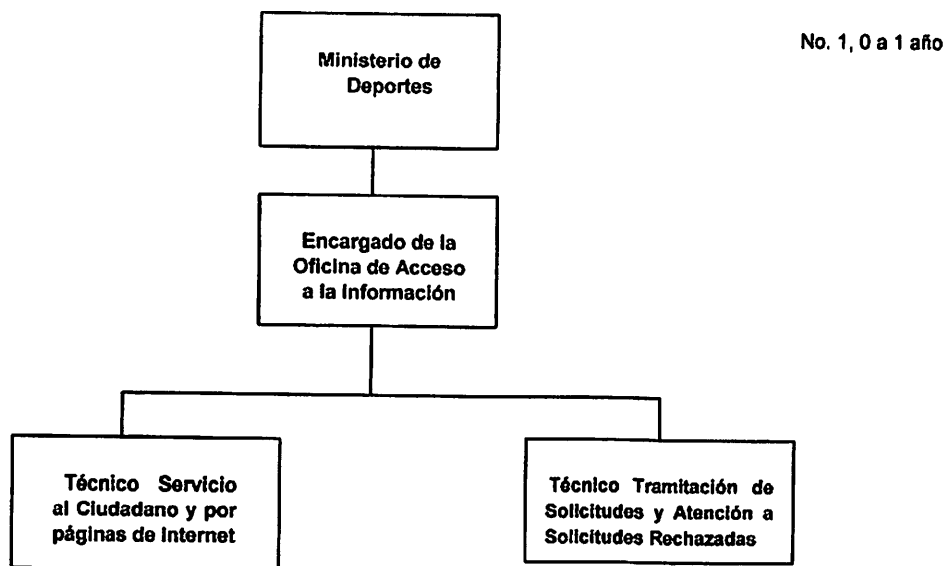 No. 1, 0 a 1 año
Ministerio de
Deportes
Encargado de la
Oficina de Acceso
a la Información
Técnico Servicio
al Ciudadano y por
páginas de Internet
Técnico Tramitación de
Solicitudes y Atención a
Solicitudes Rechazadas